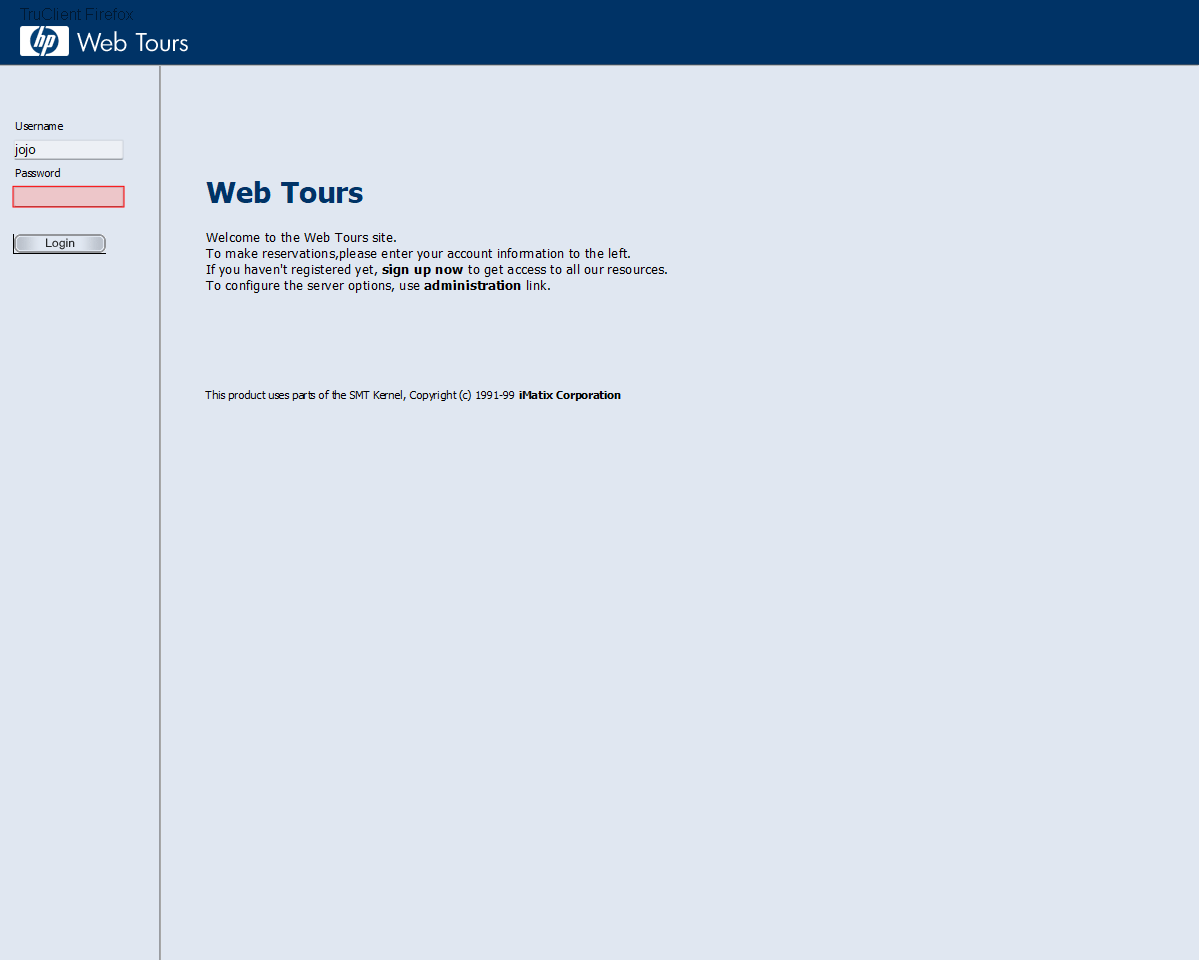 TruClient Firefox
hp Web Tours
Username
jojo
Password
Login
Web Tours
Welcome to the Web Tours site.
To make reservations,please enter your account information to the left.
If you haven't registered yet, sign up now to get access to all our resources.
To configure the server options, use administration link.
This product uses parts of the SMT Kernel, Copyright (c) 1991-99 iMatix Corporation